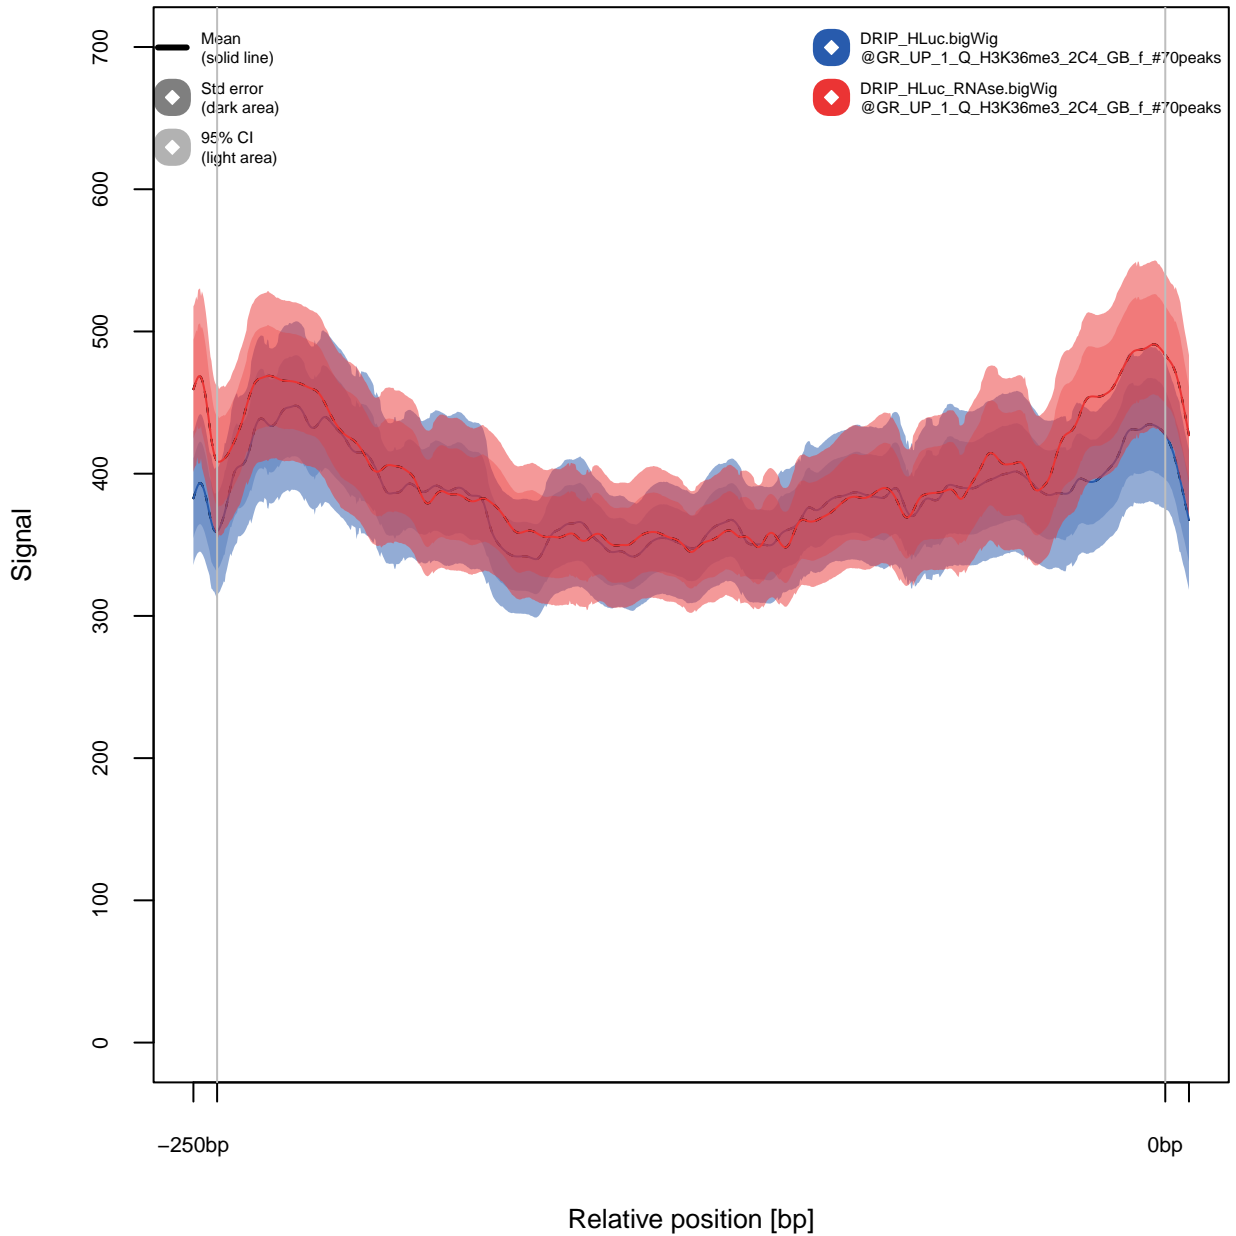 Mean
(solid line)
Std error
(dark area)
95% CI
(light area)
DRIP_HLuc.bigWig
@GR_UP_1_Q_H3K36me3_2C4_GB_f_#70peaks
DRIP_HLuc_RNAse.bigWig
@GR_UP_1_Q_H3K36me3_2C4_GB_f_#70peaks
700
600
500
400
300
200
100
0
Signal
−250bp
0bp
Relative position [bp]